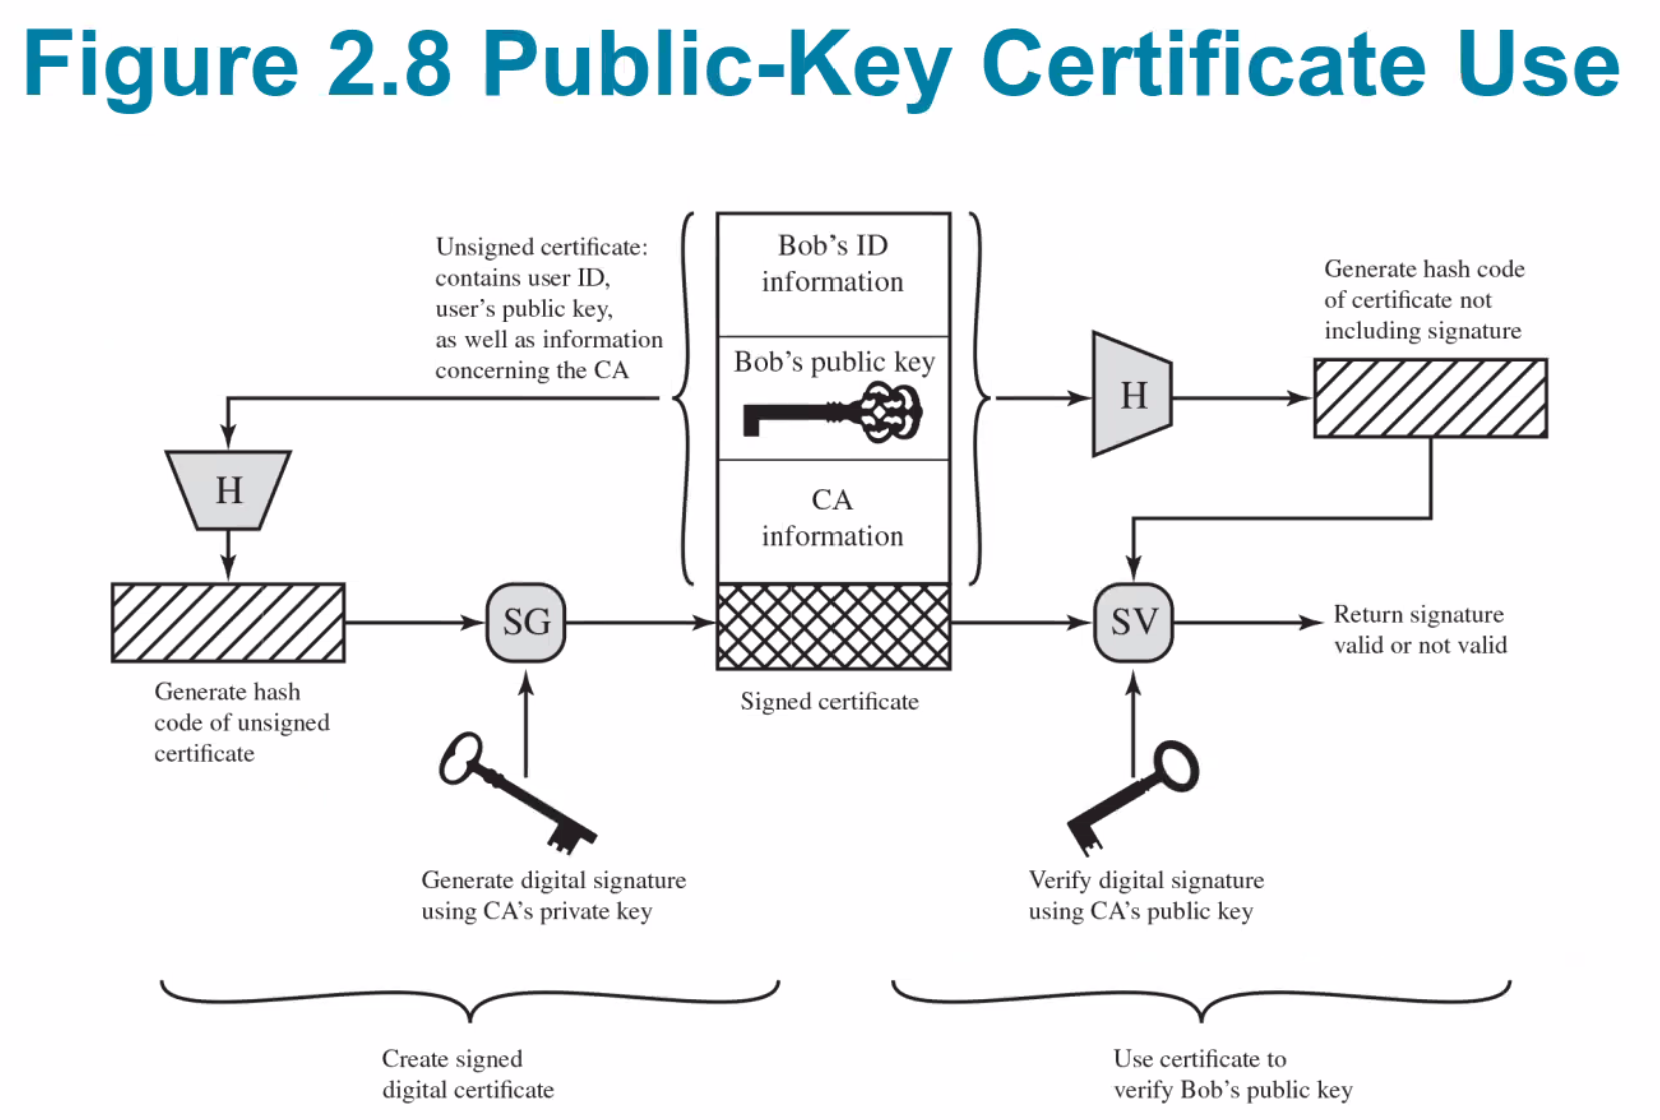 Figure 2.8 Public-Key Certificate Use
Unsigned certificate:
contains user ID,
user's public key,
as well as information
concerning the CA
Bob's ID
information
Bob's public key
CA
information
Signed certificate
H
Generate hash
code of unsigned
certificate
SG
Generate digital signature
using CA's private key
Create signed
digital certificate
H
Generate hash code
of certificate not
including signature
SV
Return signature
valid or not valid
Verify digital signature
using CA's public key
Use certificate to
verify Bob's public key